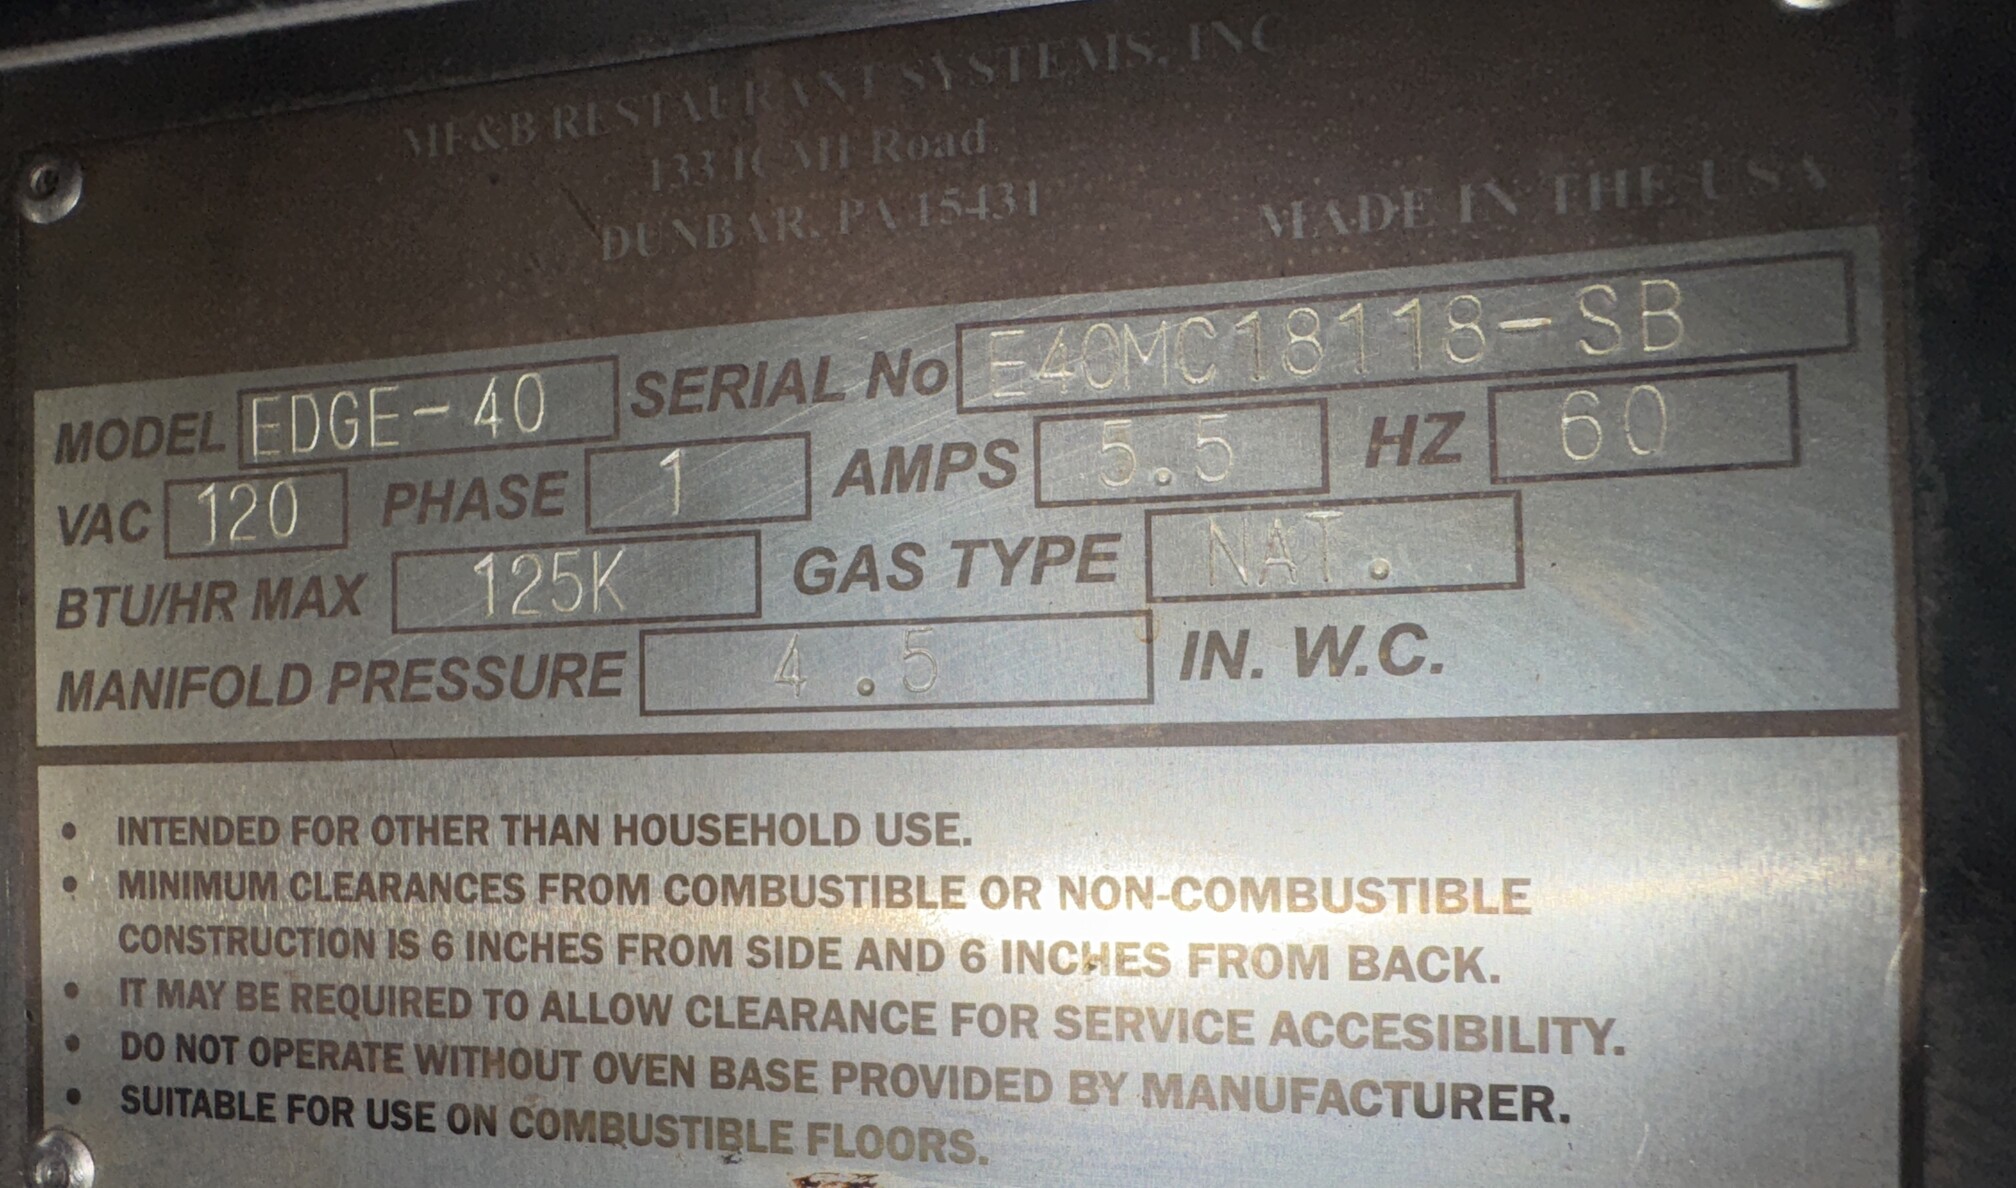 MF&B RESTAURANT SYSTEMS, INC
133 ICMI Road
DUNBAR, PA 15431
MADE IN THE USA
MODEL EDGE-40 SERIAL No E40MC18118-SB
VAC 120 PHASE 1 AMPS 5.5 HZ 60
BTU/HR MAX 125K GAS TYPE NAT.
MANIFOLD PRESSURE 4.5 IN. W.C.
• INTENDED FOR OTHER THAN HOUSEHOLD USE.
• MINIMUM CLEARANCES FROM COMBUSTIBLE OR NON-COMBUSTIBLE
CONSTRUCTION IS 6 INCHES FROM SIDE AND 6 INCHES FROM BACK.
• IT MAY BE REQUIRED TO ALLOW CLEARANCE FOR SERVICE ACCESIBILITY.
• DO NOT OPERATE WITHOUT OVEN BASE PROVIDED BY MANUFACTURER.
• SUITABLE FOR USE ON COMBUSTIBLE FLOORS.